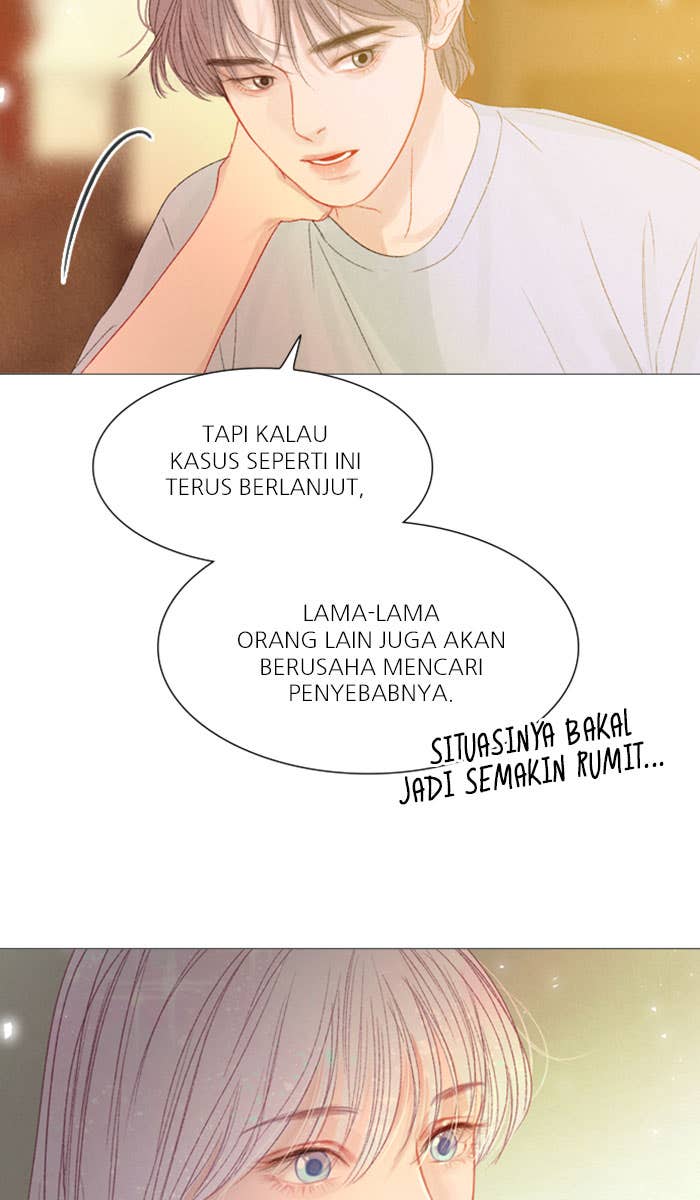 TAPI KALAU
KASUS SEPERTI INI
TERUS BERLANJUT,
LAMA-LAMA
ORANG LAIN JUGA AKAN
BERUSAHA MENCARI
PENYEBABNYA.
SITUASINYA BAKAL
JADI SEMAKIN RUMIT...